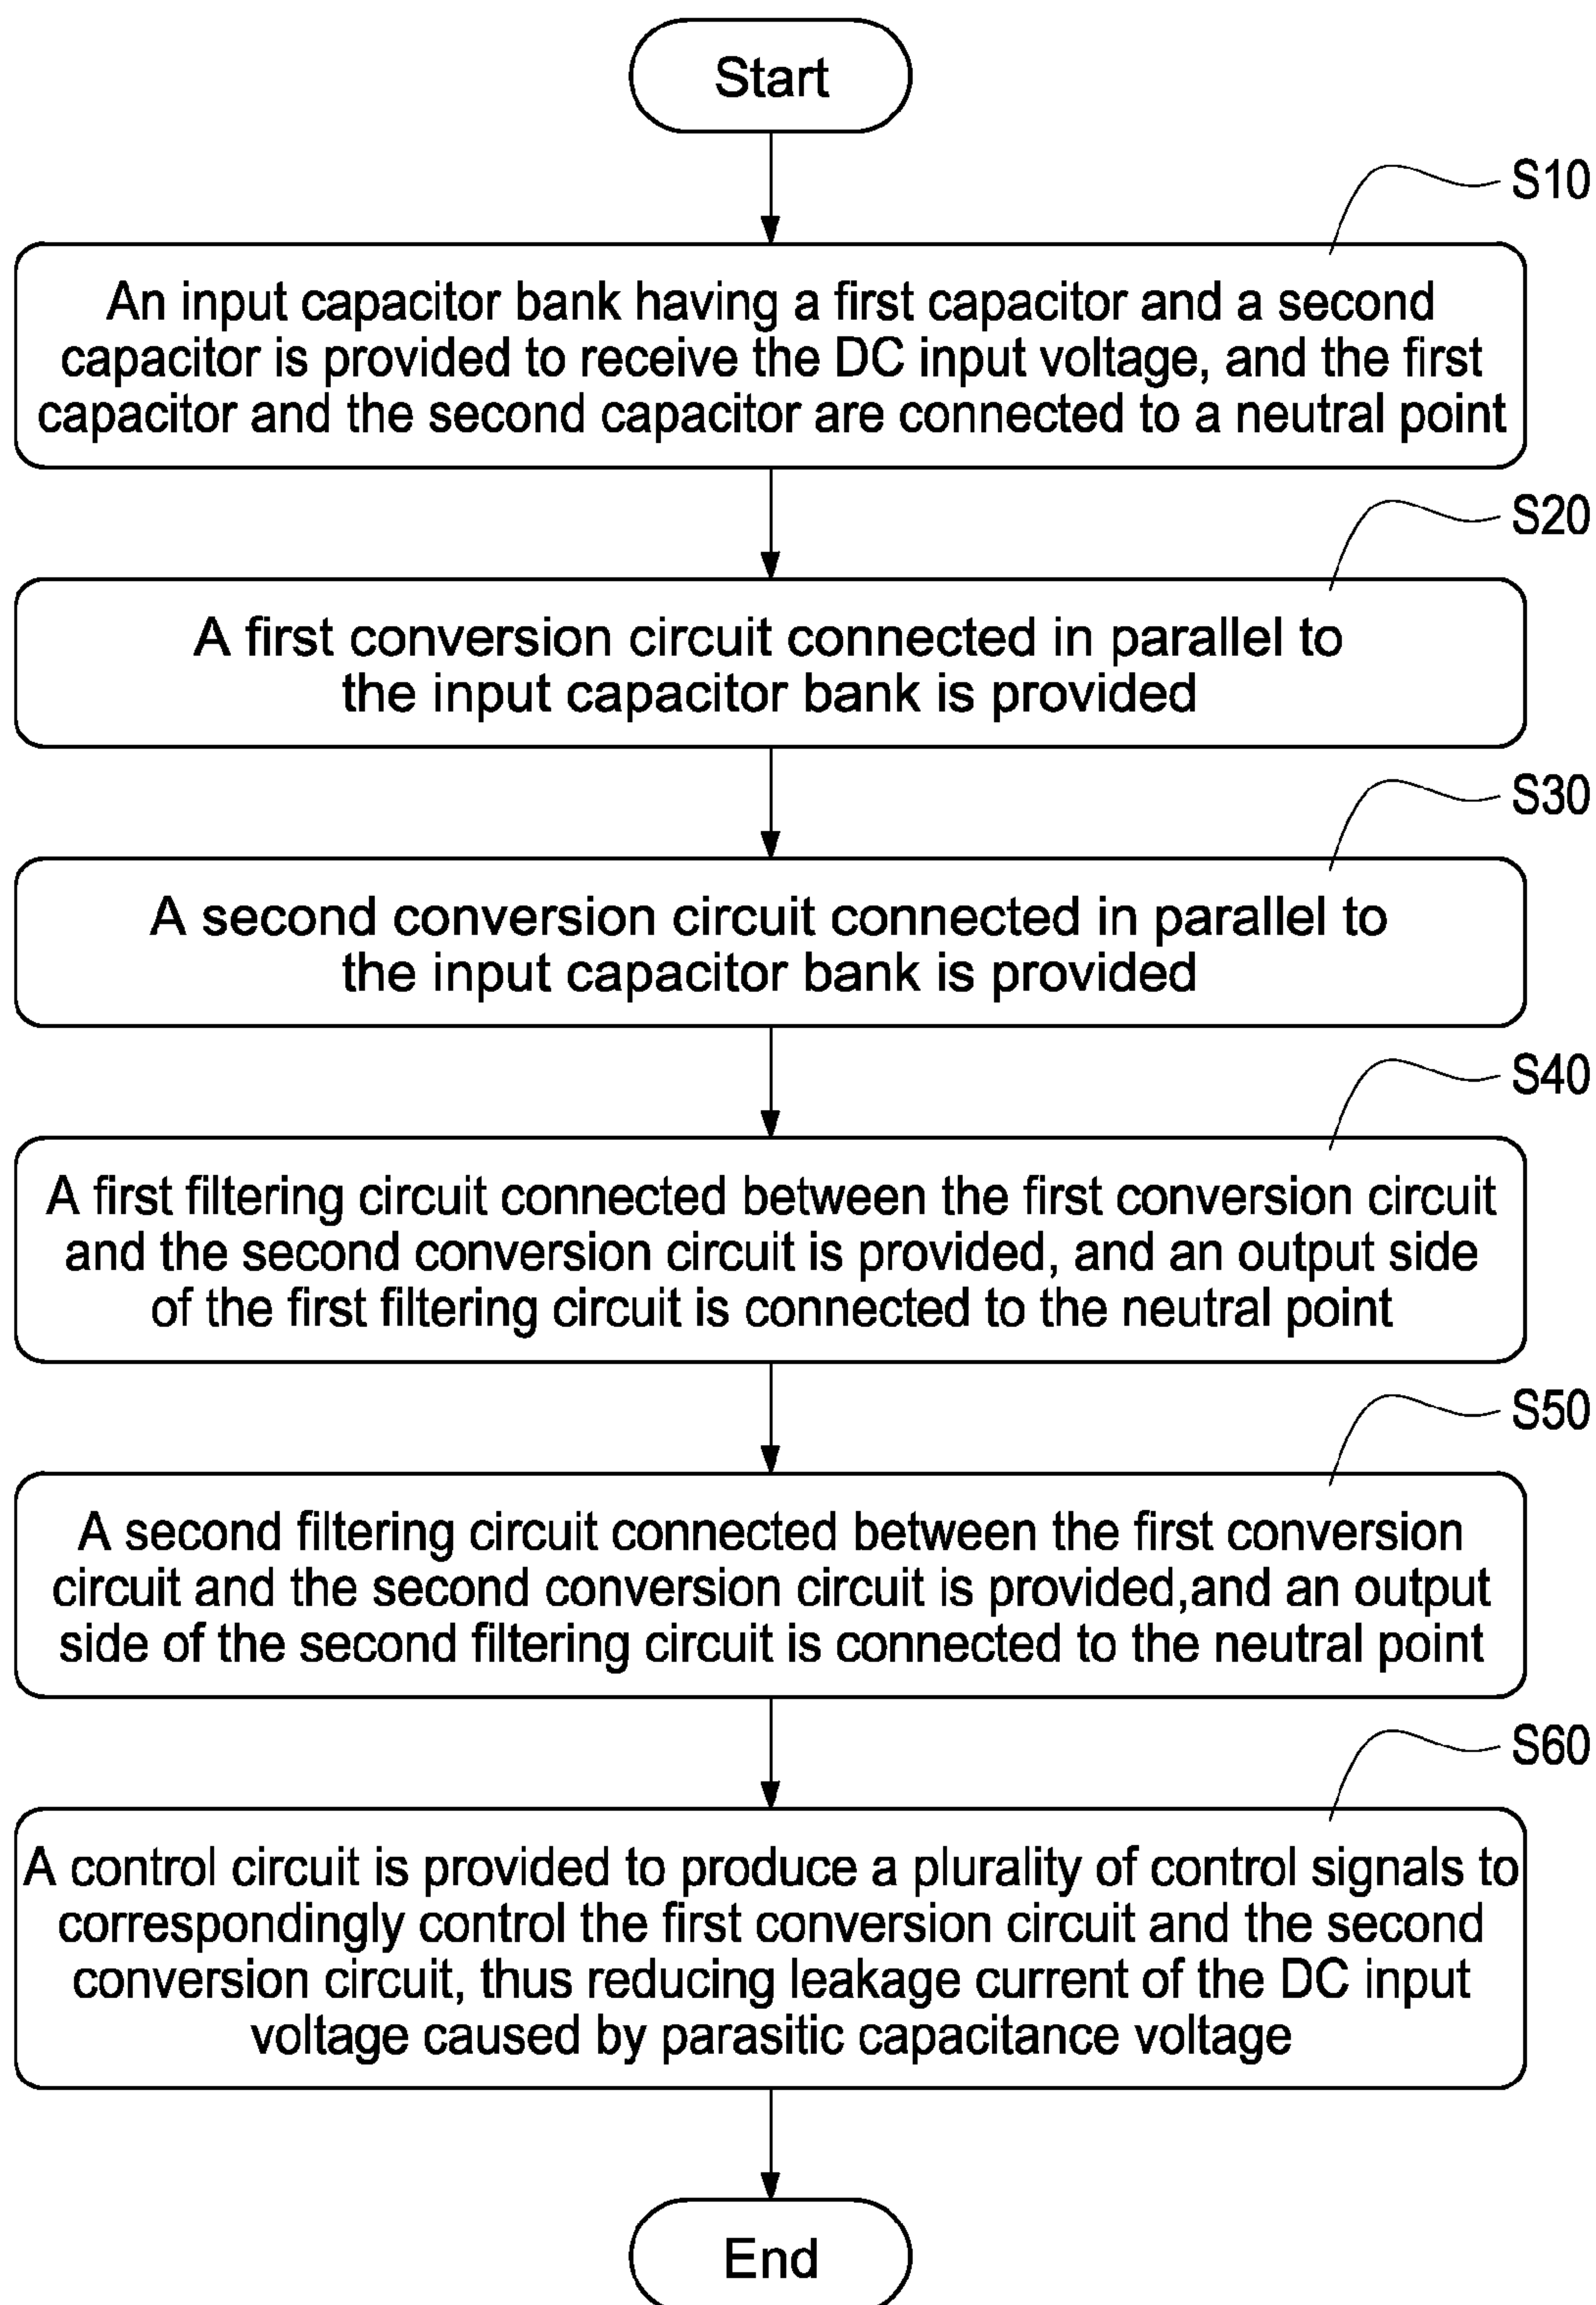 Start
S10
An input capacitor bank having a first capacitor and a second
capacitor is provided to receive the DC input voltage, and the first
capacitor and the second capacitor are connected to a neutral point
S20
A first conversion circuit connected in parallel to
the input capacitor bank is provided
S30
A second conversion circuit connected in parallel to
the input capacitor bank is provided
S40
A first filtering circuit connected between the first conversion circuit
and the second conversion circuit is provided, and an output side
of the first filtering circuit is connected to the neutral point
S50
A second filtering circuit connected between the first conversion
circuit and the second conversion circuit is provided,and an output
side of the second filtering circuit is connected to the neutral point
S60
A control circuit is provided to produce a plurality of control signals to
correspondingly control the first conversion circuit and the second
conversion circuit, thus reducing leakage current of the DC input
voltage caused by parasitic capacitance voltage
End